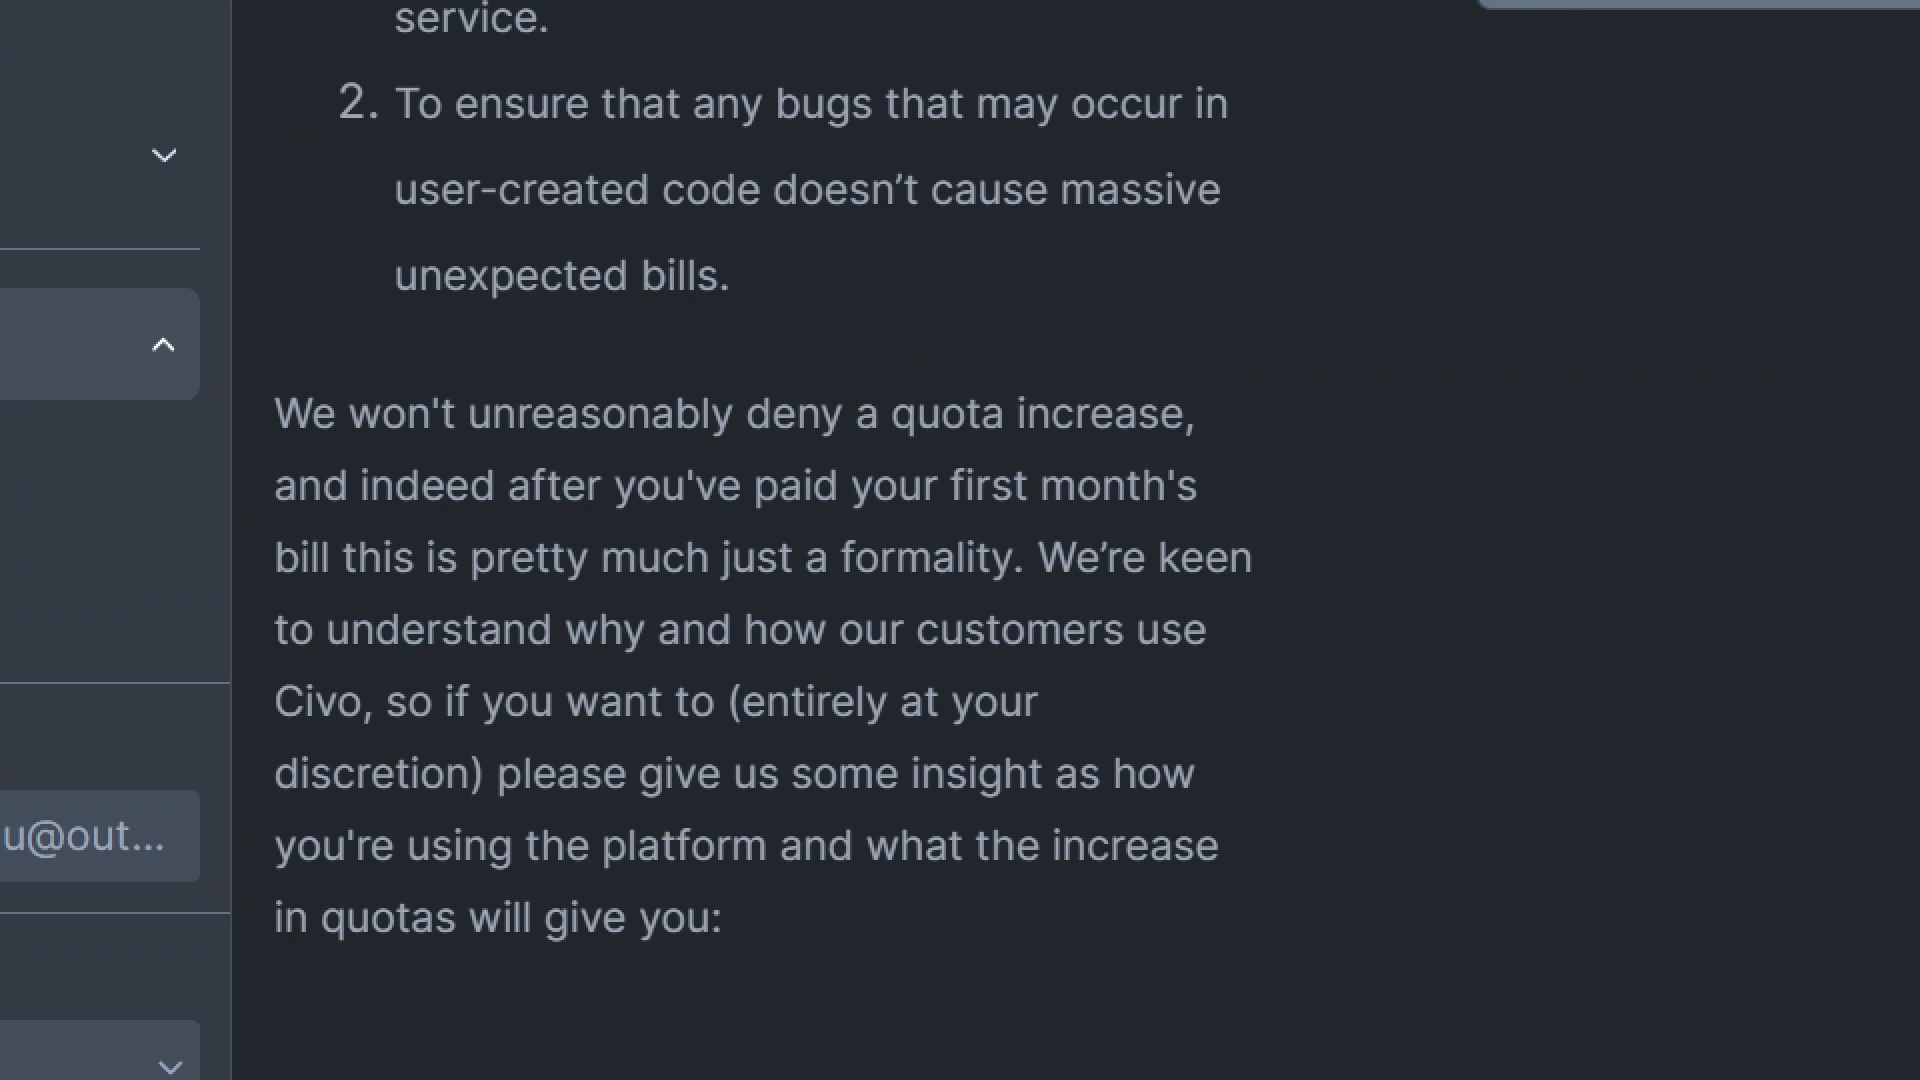 service.
2. To ensure that any bugs that may occur in
user-created code doesn’t cause massive
unexpected bills.
We won't unreasonably deny a quota increase,
and indeed after you've paid your first month's
bill this is pretty much just a formality. We’re keen
to understand why and how our customers use
Civo, so if you want to (entirely at your
discretion) please give us some insight as how
you're using the platform and what the increase
in quotas will give you:
u@out...